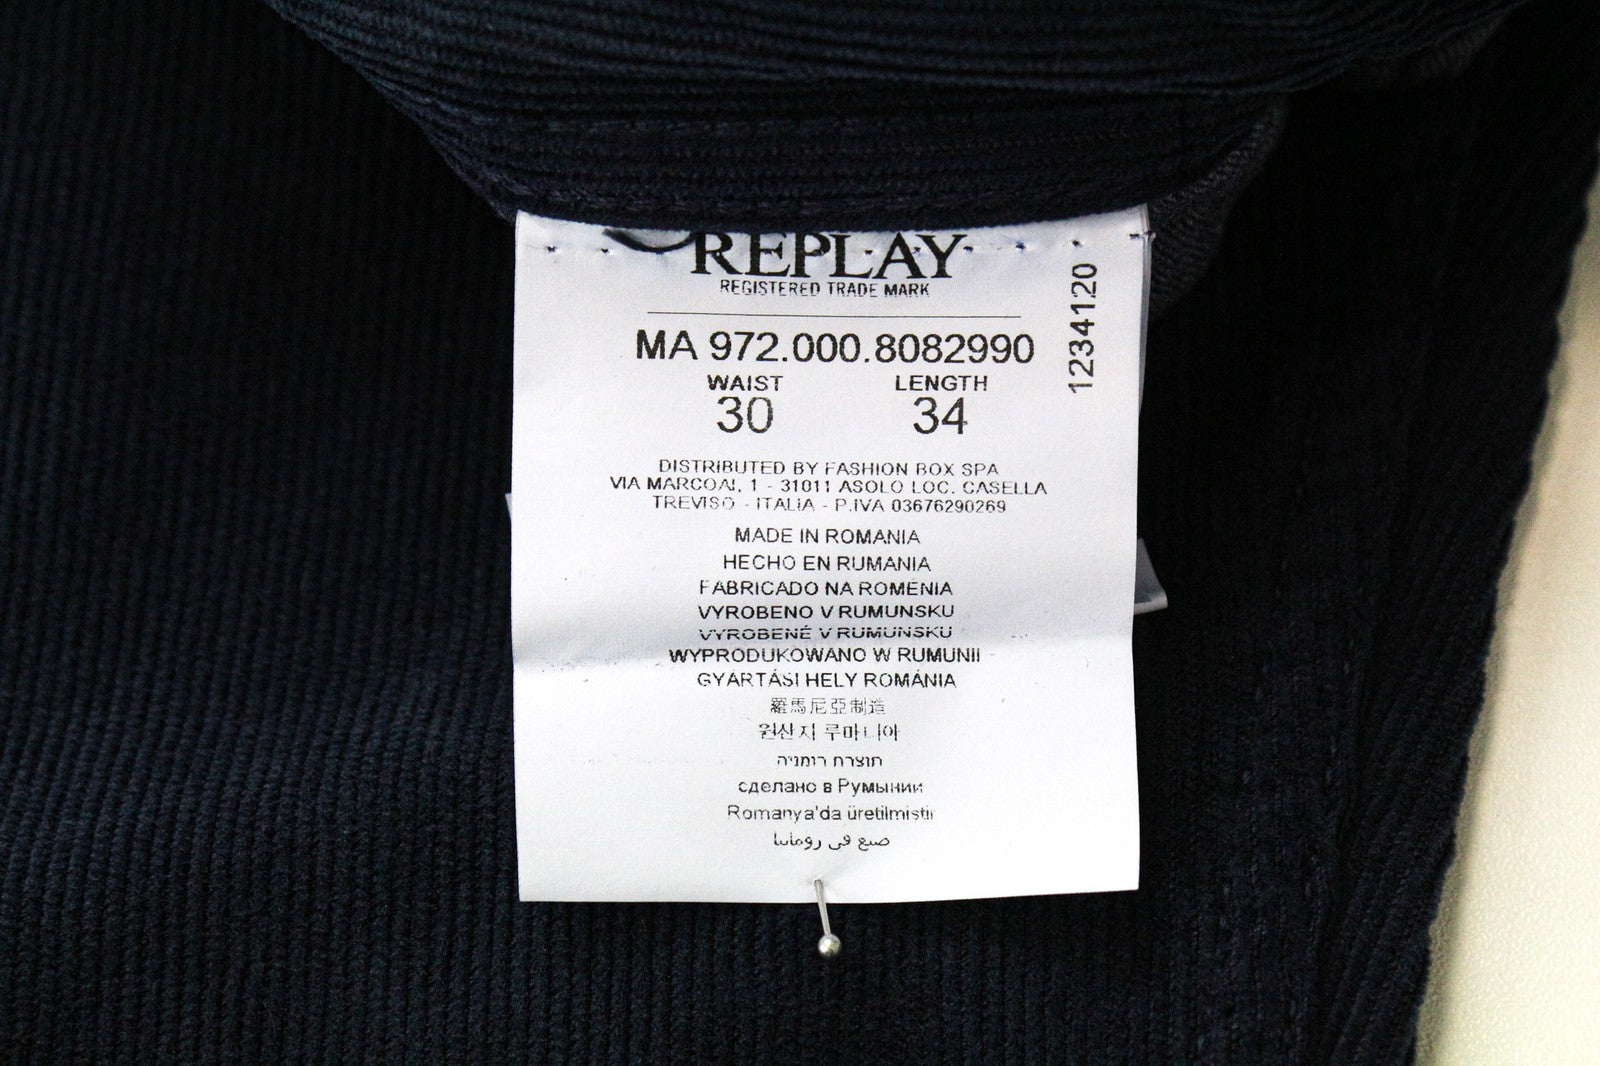 REPLAY
REGISTERED TRADE MARK
1234120
MA 972.000.8082990
WAIST LENGTH
30 34
DISTRIBUTED BY FASHION BOX SPA
VIA MARCOAI, 1 - 31011 ASOLO LOC. CASELLA
TREVISO - ITALIA - P.IVA 03676290269
MADE IN ROMANIA
HECHO EN RUMANIA
FABRICADO NA ROMENIA
VYROBENO V RUMUNSKU
VYROBENÉ V RUMUNSKU
WYPRODUKOWANO W RUMUNII
GYÁRTÁSI HELY ROMÁNIA
羅馬尼亞制造
원산지 루마니아
תוצרת רומניה
сделано в Румынии
Romanya'da üretilmistir
صنع في رومانيا